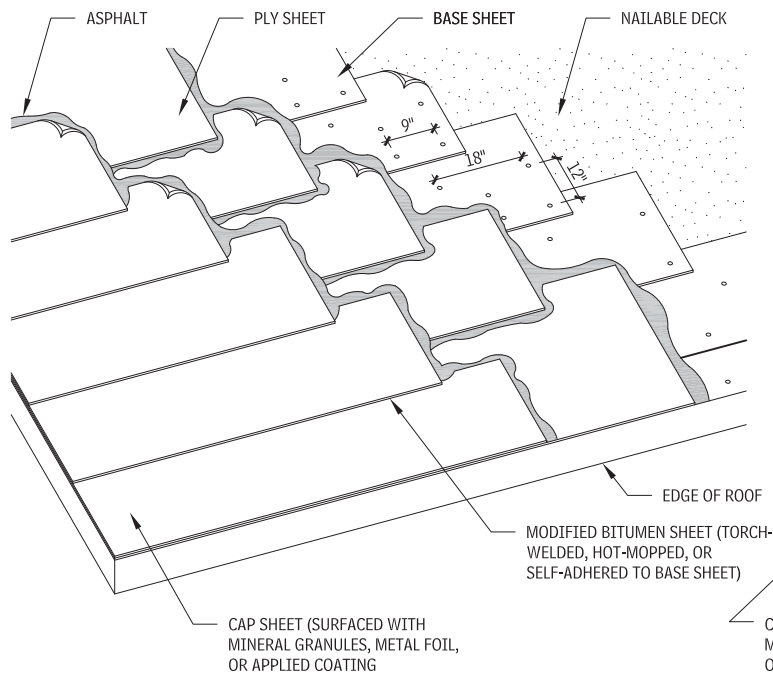 ASPHALT
PLY SHEET
BASE SHEET
NAILABLE DECK
9"
18"
12"
EDGE OF ROOF
MODIFIED BITUMEN SHEET (TORCH-
WELDED, HOT-MOPPED, OR
SELF-ADHERED TO BASE SHEET)
CAP SHEET (SURFACED WITH
MINERAL GRANULES, METAL FOIL,
OR APPLIED COATING
C
M
O